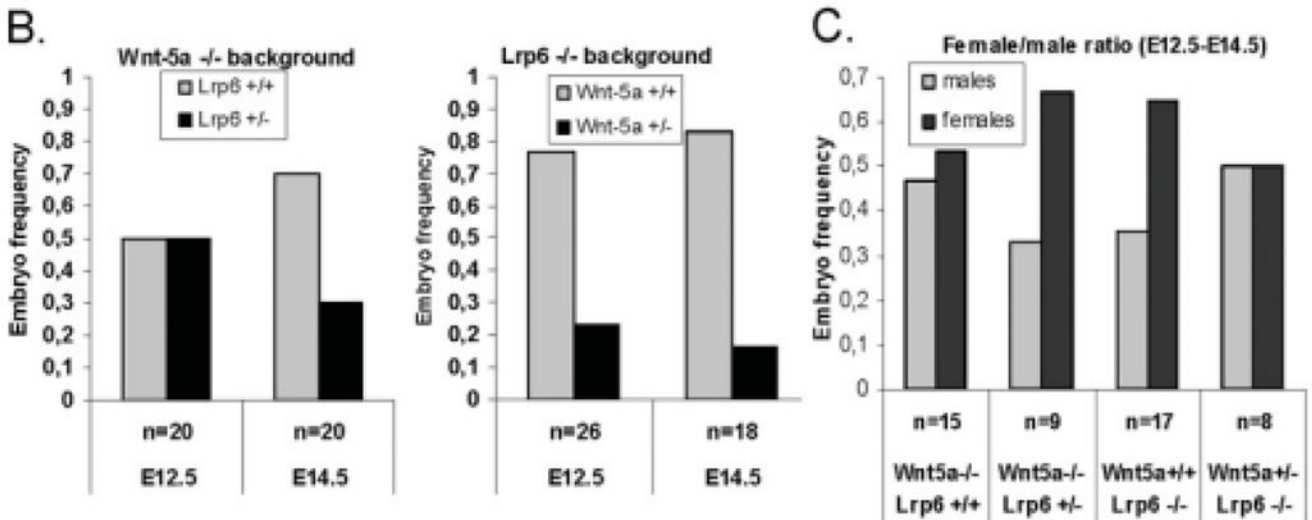 B.
Wnt-5a -/- background
Lrp6 +/+
Lrp6 +/-
Embryo frequency
1
0,9
0,8
0,7
0,6
0,5
0,4
0,3
0,2
0,1
0
n=20 n=20
E12.5 E14.5
Lrp6 -/- background
Wnt-5a +/+
Wnt-5a +/-
Embryo frequency
1
0,9
0,8
0,7
0,6
0,5
0,4
0,3
0,2
0,1
0
n=26 n=18
E12.5 E14.5
C.
Female/male ratio (E12.5-E14.5)
males
females
Embryo frequency
0,7
0,6
0,5
0,4
0,3
0,2
0,1
0
n=15 n=9 n=17 n=8
Wnt5a-/- Wnt5a-/- Wnt5a+/+ Wnt5a+/-
Lrp6 +/+ Lrp6 +/- Lrp6 -/- Lrp6 -/-